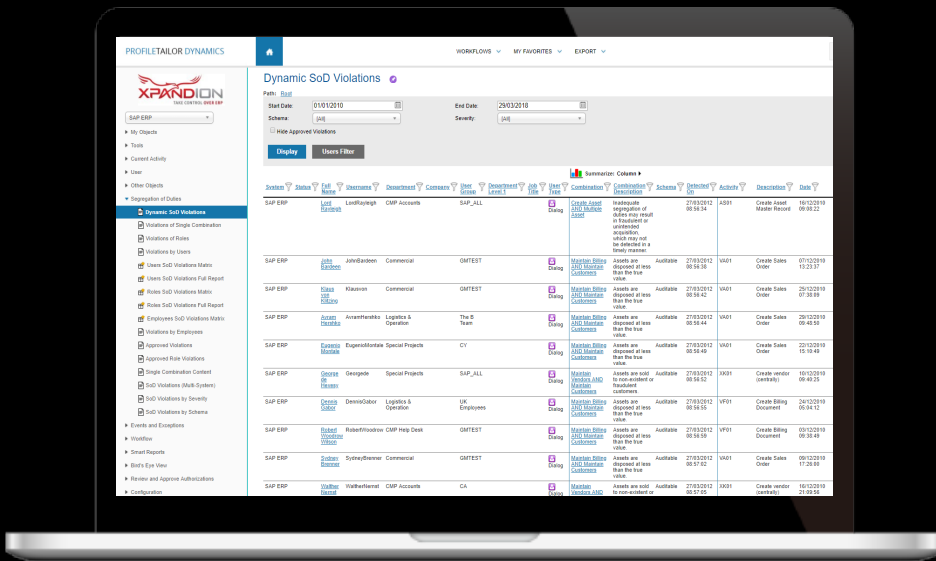 PROFILETAILOR DYNAMICS
WORKFLOWS MY FAVORITES EXPORT
XPANDION
TAKE CONTROL OVER ERP
SAP ERP
My Objects
Tools
Current Activity
User
Other Objects
Segregation of Duties
Dynamic SoD Violations
Violations of Single Combination
Violations of Roles
Violations by Users
Users SoD Violations Matrix
Users SoD Violations Full Report
Roles SoD Violations Matrix
Roles SoD Violations Full Report
Employees SoD Violations Matrix
Violations by Employees
Approved Violations
Approved Role Violations
Single Combination Content
SoD Violations (Multi-System)
SoD Violations by Severity
SoD Violations by Schema
Events and Exceptions
Workflow
Smart Reports
Bird's Eye View
Review and Approve Authorizations
Configuration
Dynamic SoD Violations
Path: Root
Start Date: 01/01/2010 End Date: 29/03/2018
Schema: (All) Severity: (All)
Hide Approved Violations
Display Users Filter
Summarize: Column
System Status Full Name Username Department Company User Group Department Level 1 Job Title User Type Combination Combination Description Schema Detected On Activity Description Date
SAP ERP Lord Rayleigh LordRayleigh CMP Accounts SAP_ALL Dialog Create Asset AND Multiple Asset Inadequate segregation of duties may result in fraudulent or unintended acquisition, which may not be detected in a timely manner. 27/03/2012 08:56:34 AS01 Create Asset Master Record 16/12/2010 09:08:22
SAP ERP John Bardeen JohnBardeen Commercial GMTEST Dialog Maintain Billing AND Maintain Customers Assets are disposed at less than the true value. Auditable 27/03/2012 08:56:38 VA01 Create Sales Order 07/12/2010 13:23:37
SAP ERP Klaus von Klitzing Klausvon Commercial GMTEST Dialog Maintain Billing AND Maintain Customers Assets are disposed at less than the true value. Auditable 27/03/2012 08:56:42 VA01 Create Sales Order 25/12/2010 07:38:09
SAP ERP Avram Hershko AvramHershko Logistics & Operation The B Team Dialog Maintain Billing AND Maintain Customers Assets are disposed at less than the true value. Auditable 27/03/2012 08:56:44 VA01 Create Sales Order 29/12/2010 09:48:50
SAP ERP Eugenio Montale EugenioMontale Special Projects CY Dialog Maintain Billing AND Maintain Customers Assets are disposed at less than the true value. Auditable 27/03/2012 08:56:49 VA01 Create Sales Order 22/12/2010 15:10:49
SAP ERP George de Hevesy Georgede Special Projects SAP_ALL Dialog Maintain Vendors AND Maintain Customers Assets are sold to non-existent or fraudulent customers. Auditable 27/03/2012 08:56:52 XK01 Create vendor (centrally) 10/12/2010 09:40:25
SAP ERP Dennis Gabor DennisGabor Logistics & Operation UK Employees Dialog Maintain Billing AND Maintain Customers Assets are disposed at less than the true value. Auditable 27/03/2012 08:56:55 VF01 Create Billing Document 24/12/2010 05:04:12
SAP ERP Robert Woodrow Wilson RobertWoodrow CMP Help Desk GMTEST Dialog Maintain Billing AND Maintain Customers Assets are disposed at less than the true value. Auditable 27/03/2012 08:56:59 VF01 Create Billing Document 03/12/2010 09:38:49
SAP ERP Sydney Brenner SydneyBrenner Commercial GMTEST Dialog Maintain Billing AND Maintain Customers Assets are disposed at less than the true value. Auditable 27/03/2012 08:57:02 VA01 Create Sales Order 09/12/2010 17:26:00
SAP ERP Walther Nernst WaltherNernst CMP Accounts CA Dialog Maintain Vendors AND Assets are sold to non-existent or Auditable 27/03/2012 08:57:05 XK01 Create vendor (centrally) 16/12/2010 21:09:56